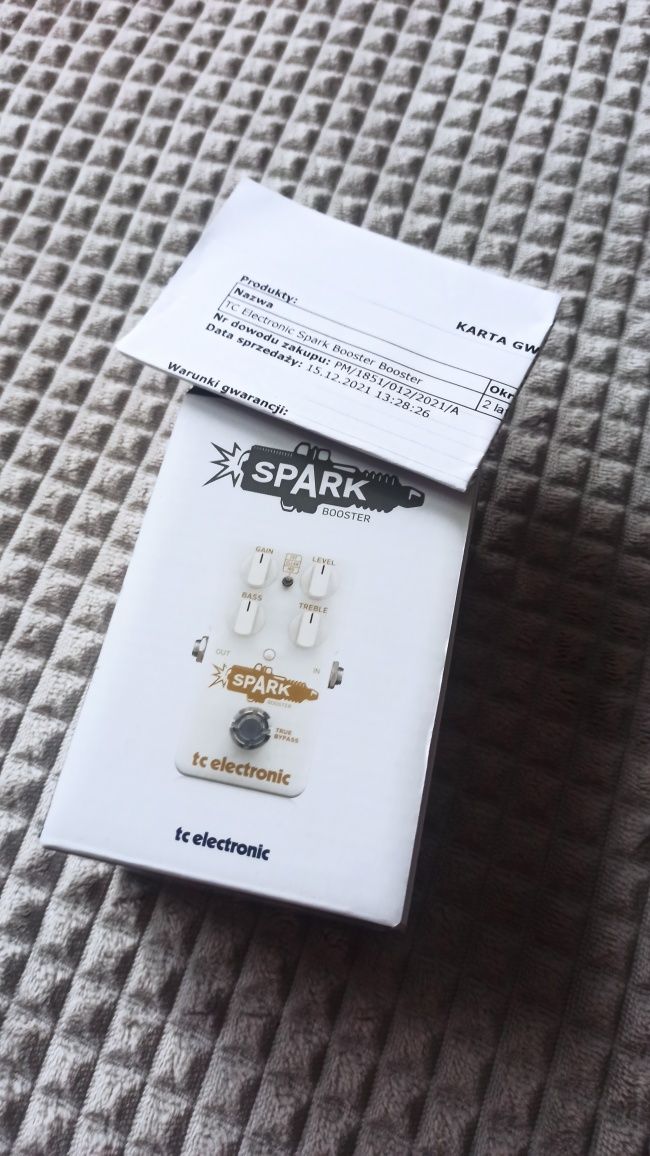 KARTA GW
Produkty:
Nazwa
Okr
TC Electronic Spark Booster Booster
2 la
Nr dowodu zakupu: PM/1851/012/2021/A
Data sprzedaży: 15.12.2021 13:28:26
Warunki gwarancji:
SPARK
BOOSTER
GAIN
LEVEL
BASS
TREBLE
OUT
IN
SPARK
BOOSTER
TRUE
BYPASS
tc electronic
tc electronic